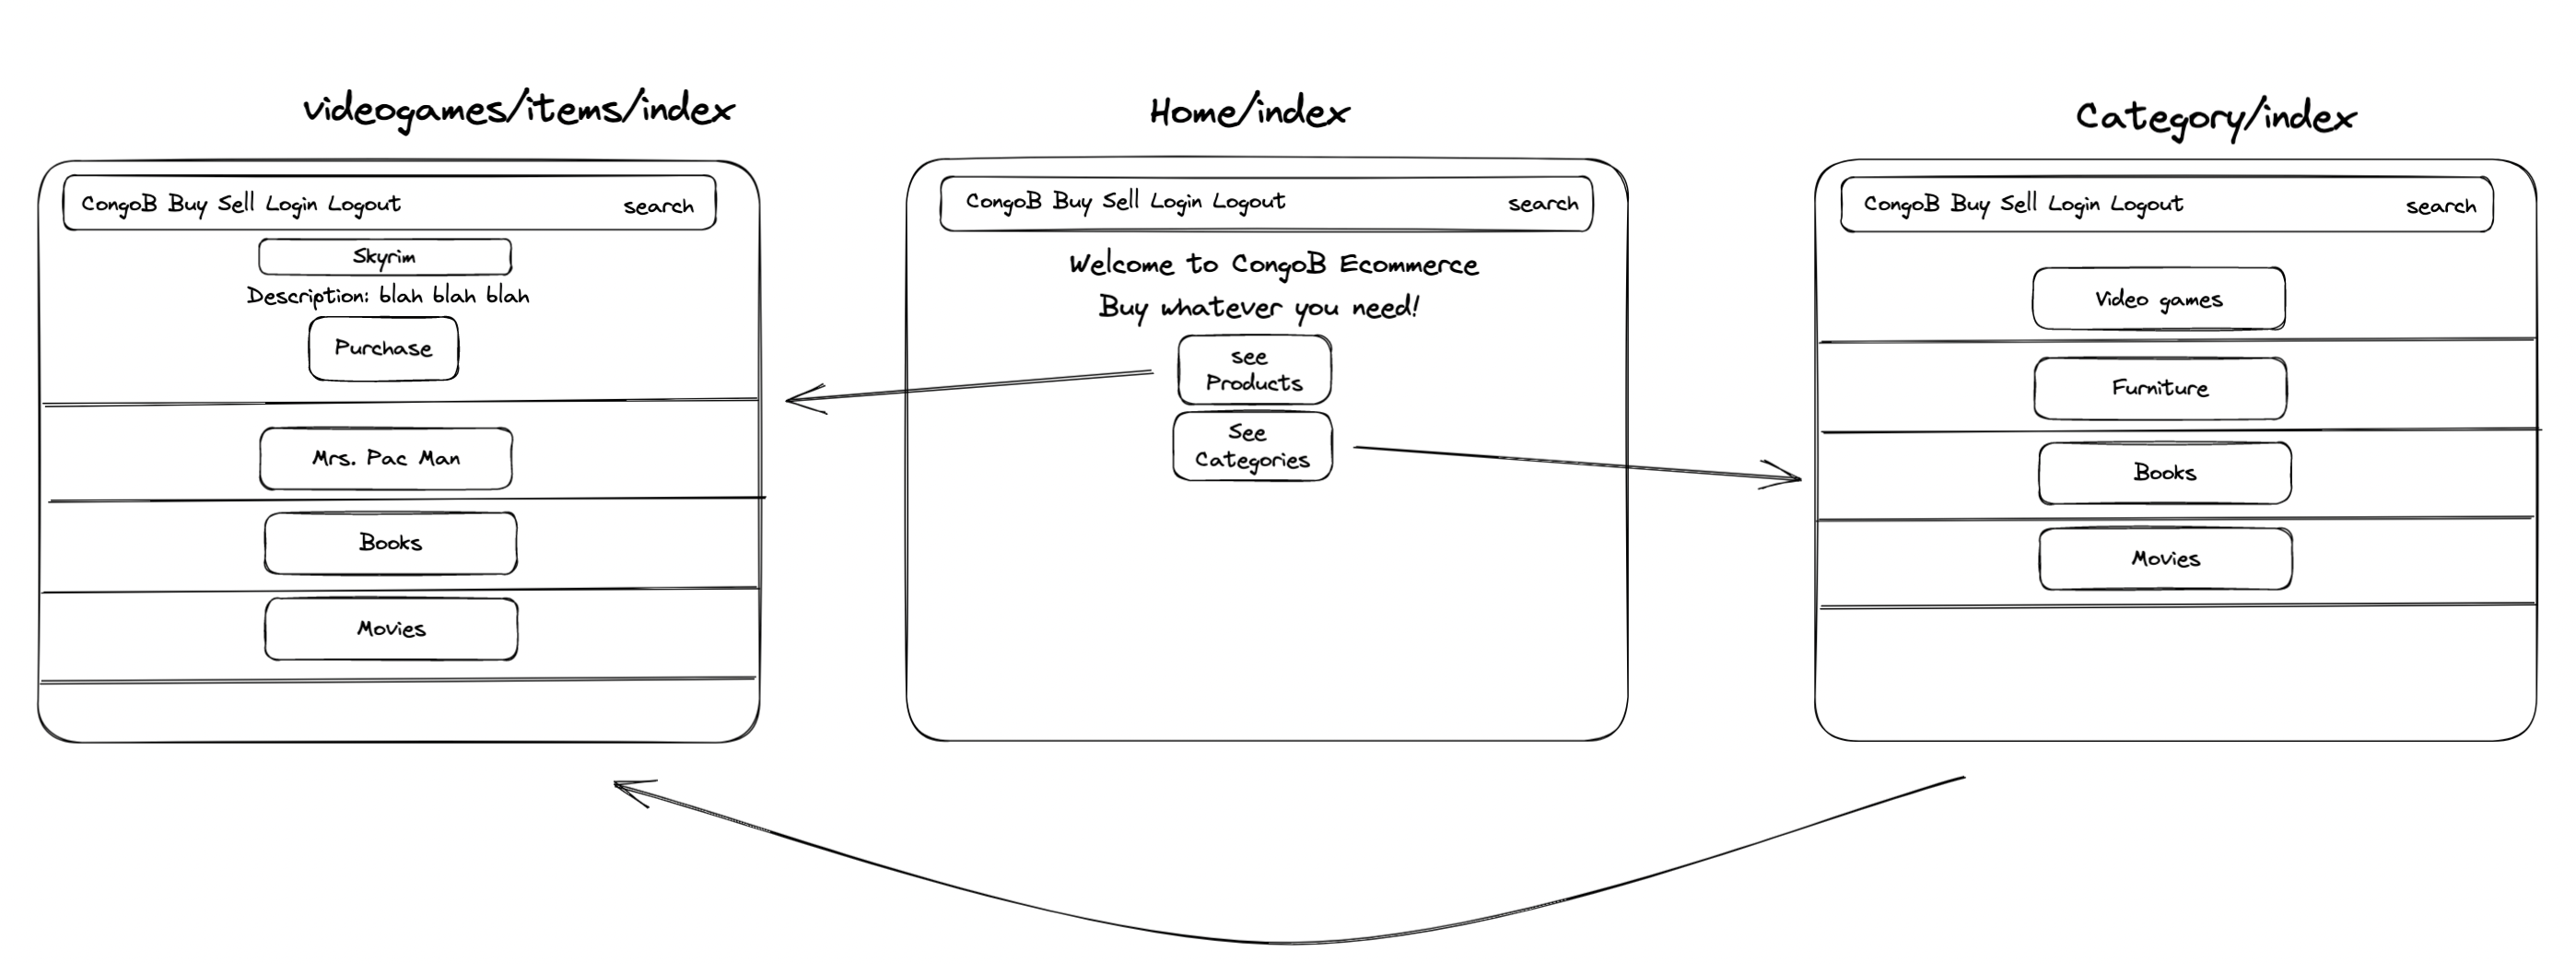 videogames/items/index
CongoB Buy Sell Login Logout
search
Skyrim
Description: blah blah blah
Purchase
Mrs. Pac Man
Books
Movies
Home/index
CongoB Buy Sell Login Logout
search
Welcome to CongoB Ecommerce
Buy whatever you need!
see
Products
See
Categories
Category/index
CongoB Buy Sell Login Logout
search
Video games
Furniture
Books
Movies